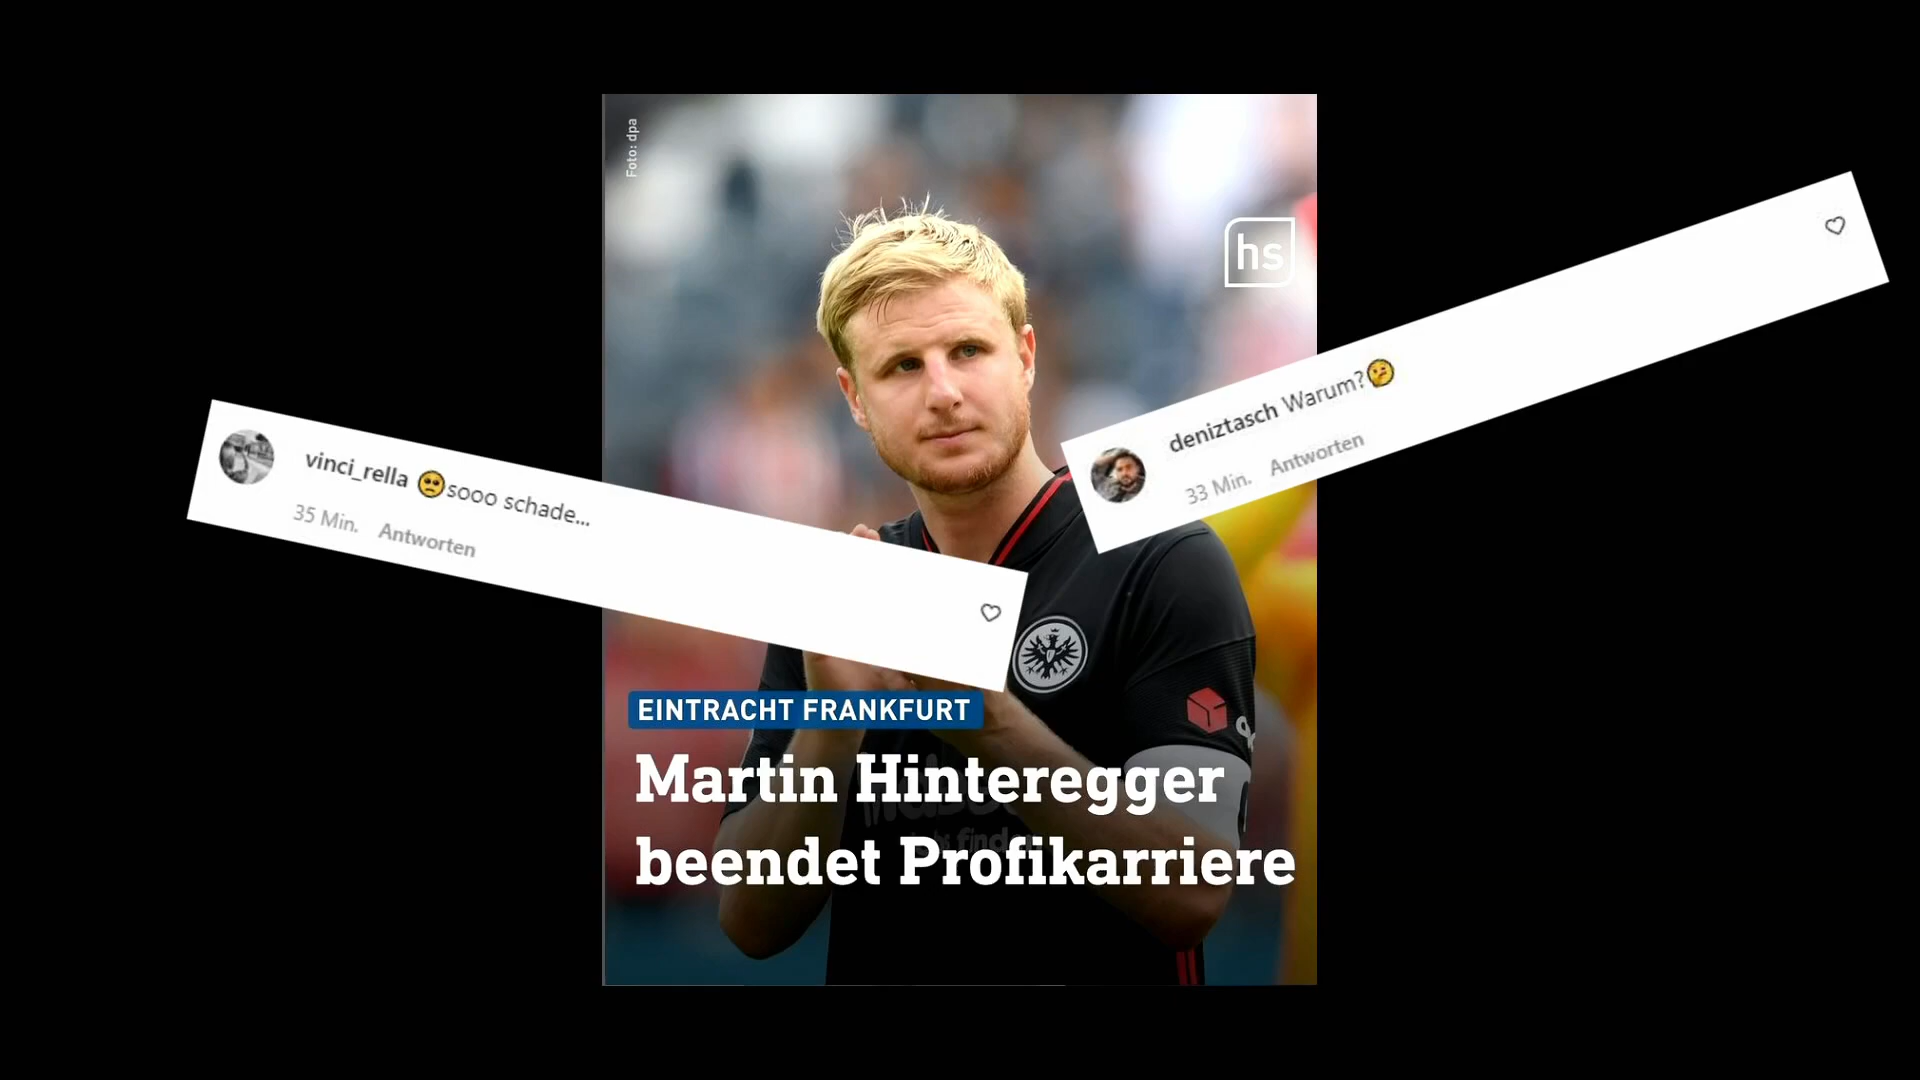 Foto: dpa
hs
deniztasch Warum?🤔
33 Min. Antworten
vinci_rella 🥺sooo schade...
35 Min. Antworten
EINTRACHT FRANKFURT
Martin Hinteregger
beendet Profikarriere